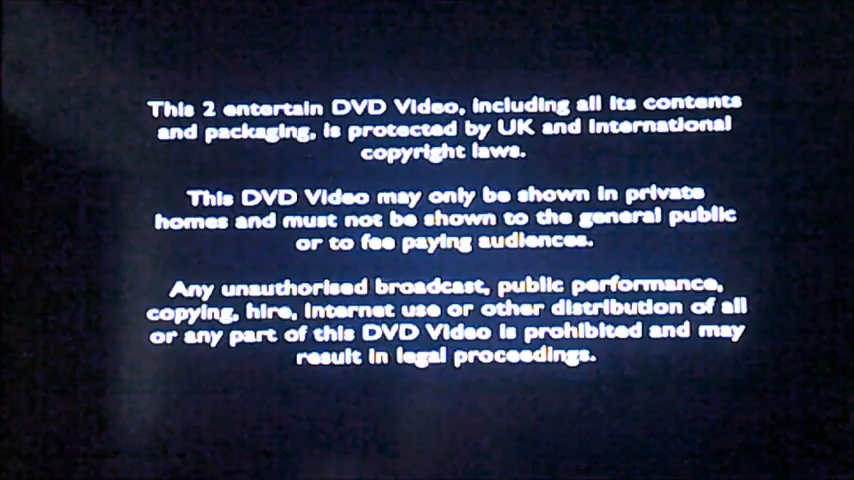 This 2 entertain DVD Video, including all its contents
and packaging, is protected by UK and International
copyright laws.
This DVD Video may only be shown in private
homes and must not be shown to the general public
or to fee paying audiences.
Any unauthorised broadcast, public performance,
copying, hire, internet use or other distribution of all
or any part of this DVD Video is prohibited and may
result in legal proceedings.